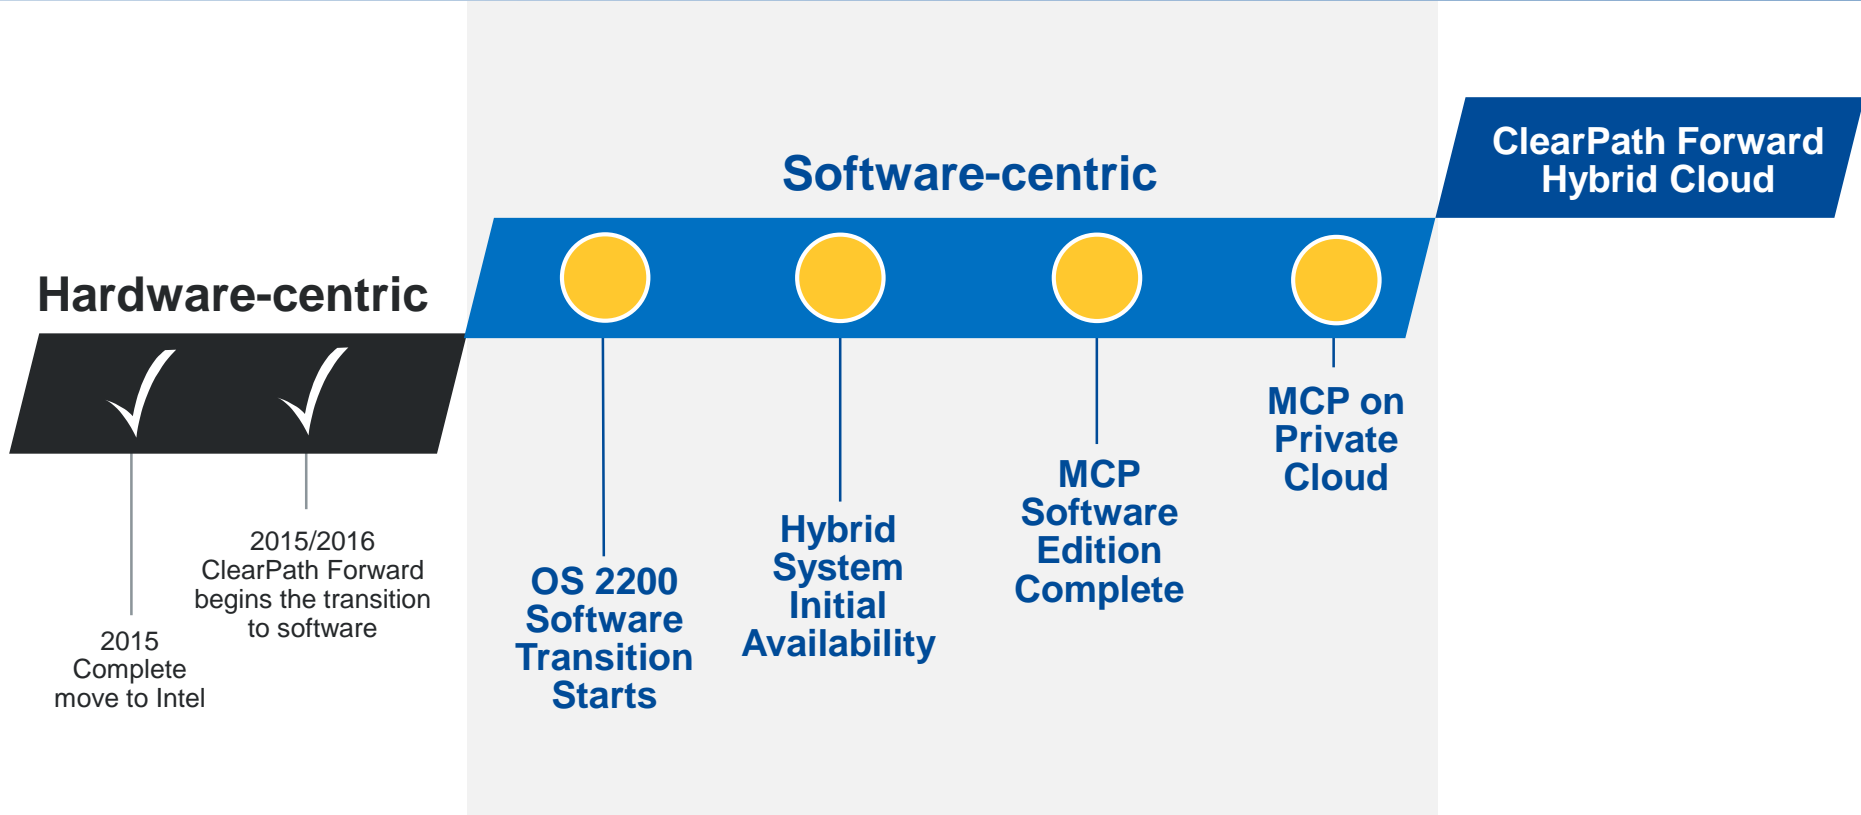 Hardware-centric
2015
Complete
move to Intel
2015/2016
ClearPath Forward
begins the transition
to software
Software-centric
OS 2200
Software
Transition
Starts
Hybrid
System
Initial
Availability
MCP
Software
Edition
Complete
MCP on
Private
Cloud
ClearPath Forward
Hybrid Cloud